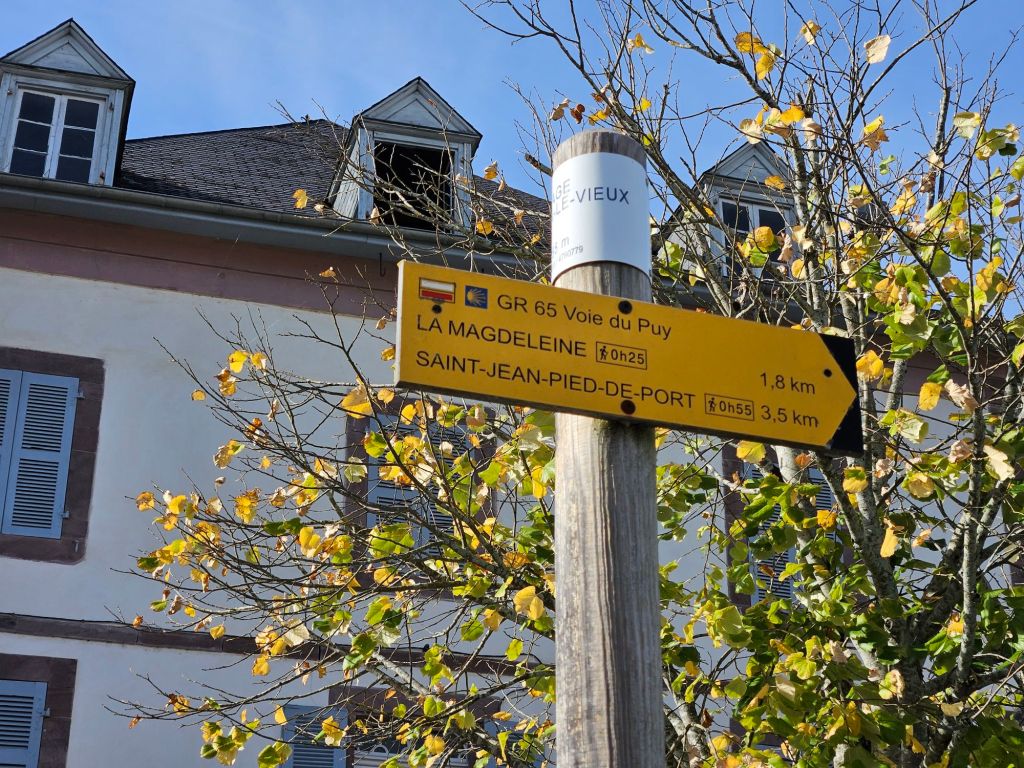 LE-VIEUX
m
GR 65 Voie du Puy
LA MAGDELEINE 0h25 1,8 km
SAINT-JEAN-PIED-DE-PORT 0h55 3,5 km